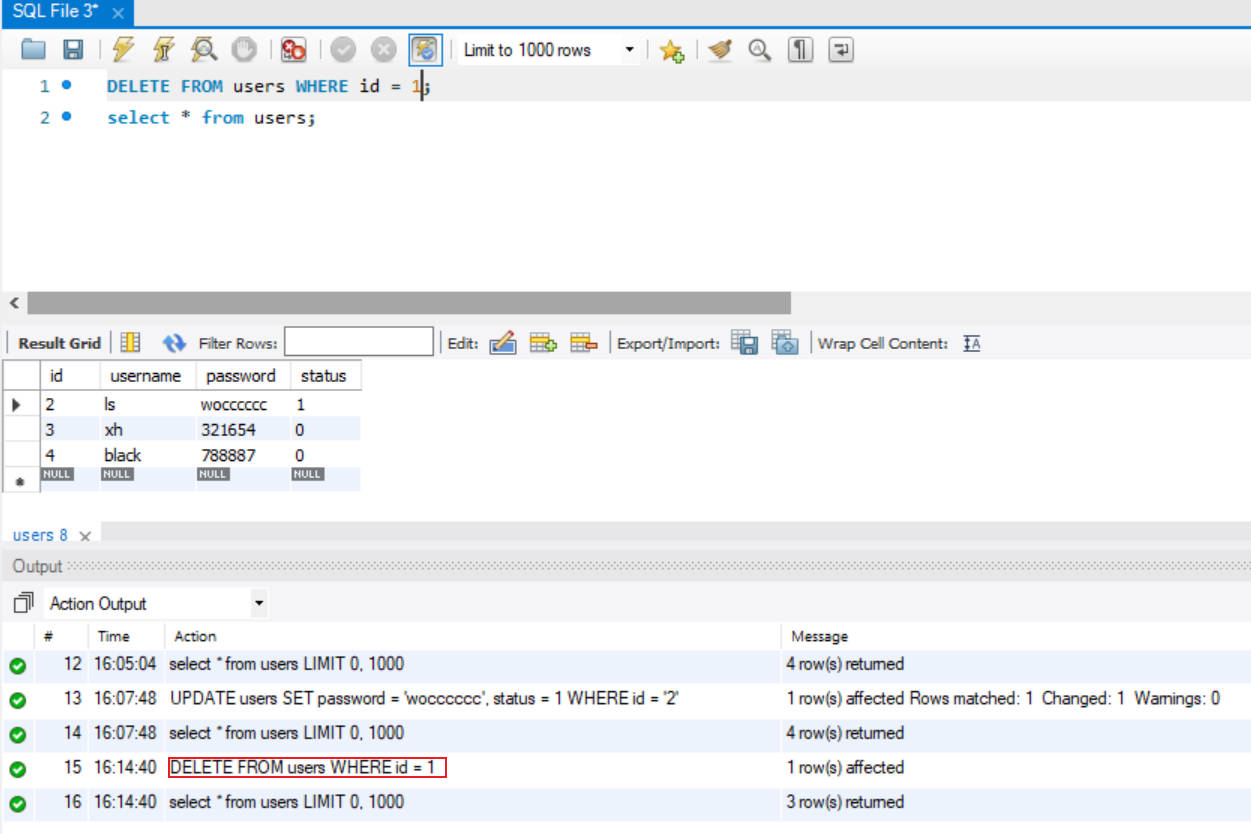 SQL File 3*
Limit to 1000 rows
1 DELETE FROM users WHERE id = 1;
2 select * from users;
Result Grid Filter Rows: Edit: Export/Import: Wrap Cell Content:
id username password status
2 ls wocccccc 1
3 xh 321654 0
4 black 788887 0
NULL NULL NULL NULL
users 8
Output
Action Output
# Time Action Message
12 16:05:04 select * from users LIMIT 0, 1000 4 row(s) returned
13 16:07:48 UPDATE users SET password = 'wocccccc', status = 1 WHERE id = '2' 1 row(s) affected Rows matched: 1 Changed: 1 Warnings: 0
14 16:07:48 select * from users LIMIT 0, 1000 4 row(s) returned
15 16:14:40 DELETE FROM users WHERE id = 1 1 row(s) affected
16 16:14:40 select * from users LIMIT 0, 1000 3 row(s) returned